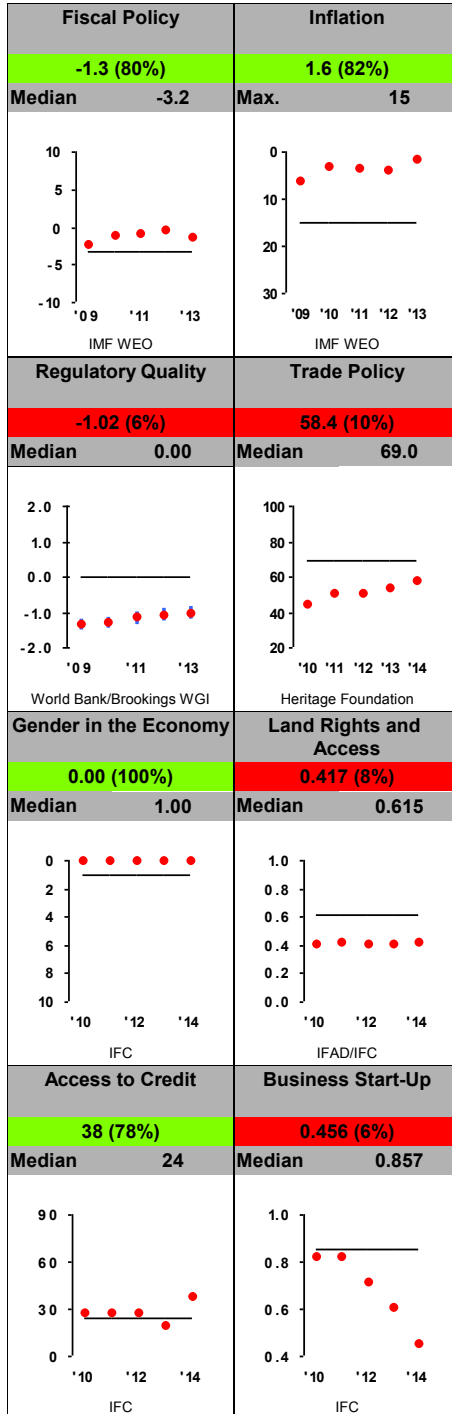 Fiscal Policy
-1.3 (80%)
Median -3.2
10
5
0
-5
-10
'09 '11 '13
IMF WEO
Inflation
1.6 (82%)
Max. 15
0
10
20
30
'09 '10 '11 '12 '13
IMF WEO
Regulatory Quality
-1.02 (6%)
Median 0.00
2.0
1.0
0.0
-1.0
-2.0
'09 '11 '13
World Bank/Brookings WGI
Trade Policy
58.4 (10%)
Median 69.0
100
80
60
40
20
'10 '11 '12 '13 '14
Heritage Foundation
Gender in the Economy
0.00 (100%)
Median 1.00
0
2
4
6
8
10
'10 '12 '14
IFC
Land Rights and
Access
0.417 (8%)
Median 0.615
1.0
0.8
0.6
0.4
0.2
0.0
'10 '12 '14
IFAD/IFC
Access to Credit
38 (78%)
Median 24
90
60
30
0
'10 '12 '14
IFC
Business Start-Up
0.456 (6%)
Median 0.857
1.0
0.8
0.6
0.4
'10 '12 '14
IFC